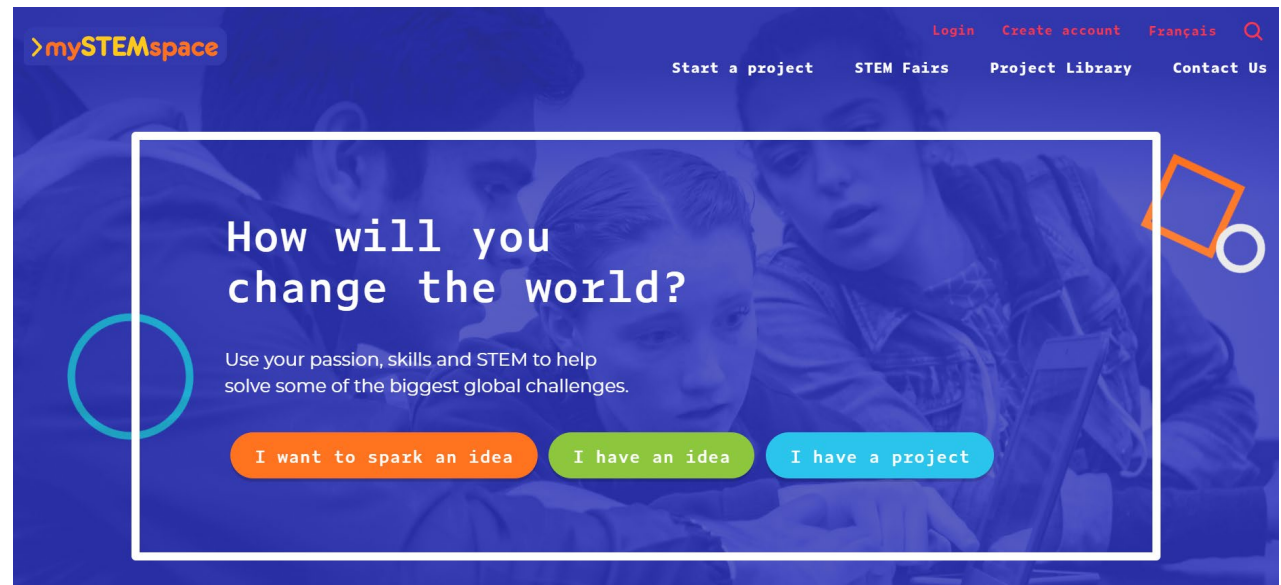 >mySTEMspace
Login Create account Français
Start a project STEM Fairs Project Library Contact Us
How will you
change the world?
Use your passion, skills and STEM to help
solve some of the biggest global challenges.
I want to spark an idea I have an idea I have a project